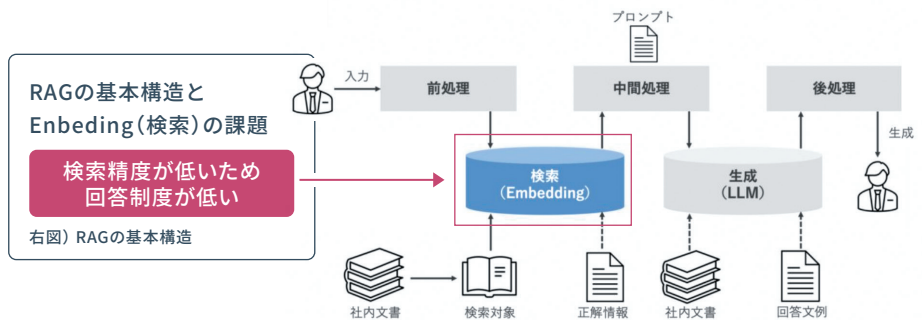 RAGの基本構造と
Enbeding(検索)の課題
検索精度が低いため
回答制度が低い
右図) RAGの基本構造
プロンプト
入力
前処理
中間処理
後処理
検索
(Embedding)
生成
(LLM)
生成
社内文書
検索対象
正解情報
社内文書
回答文例